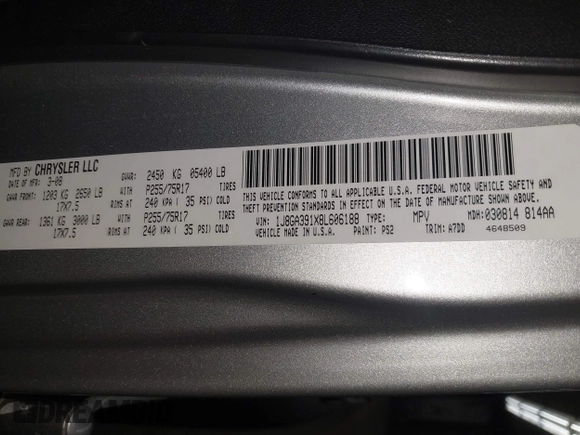 MFD BY CHRYSLER LLC
DATE OF MFR: 3-08
GVWR: 2450 KG 05400 LB
GAWR FRONT: 1203 KG 2650 LB WITH P255/75R17 TIRES
17X7.5 RIMS AT 240 KPA ( 35 PSI) COLD
GAWR REAR: 1361 KG 3000 LB WITH P255/75R17 TIRES
17X7.5 RIMS AT 240 KPA ( 35 PSI) COLD
THIS VEHICLE CONFORMS TO ALL APPLICABLE U.S.A. FEDERAL MOTOR VEHICLE SAFETY AND
THEFT PREVENTION STANDARDS IN EFFECT ON THE DATE OF MANUFACTURE SHOWN ABOVE.
VIN: 1J8GA391X8L606188 TYPE: MPV MDH: 030814 814AA
VEHICLE MADE IN U.S.A. PAINT: PS2 TRIM: A7DD
4648509
DREAMBID